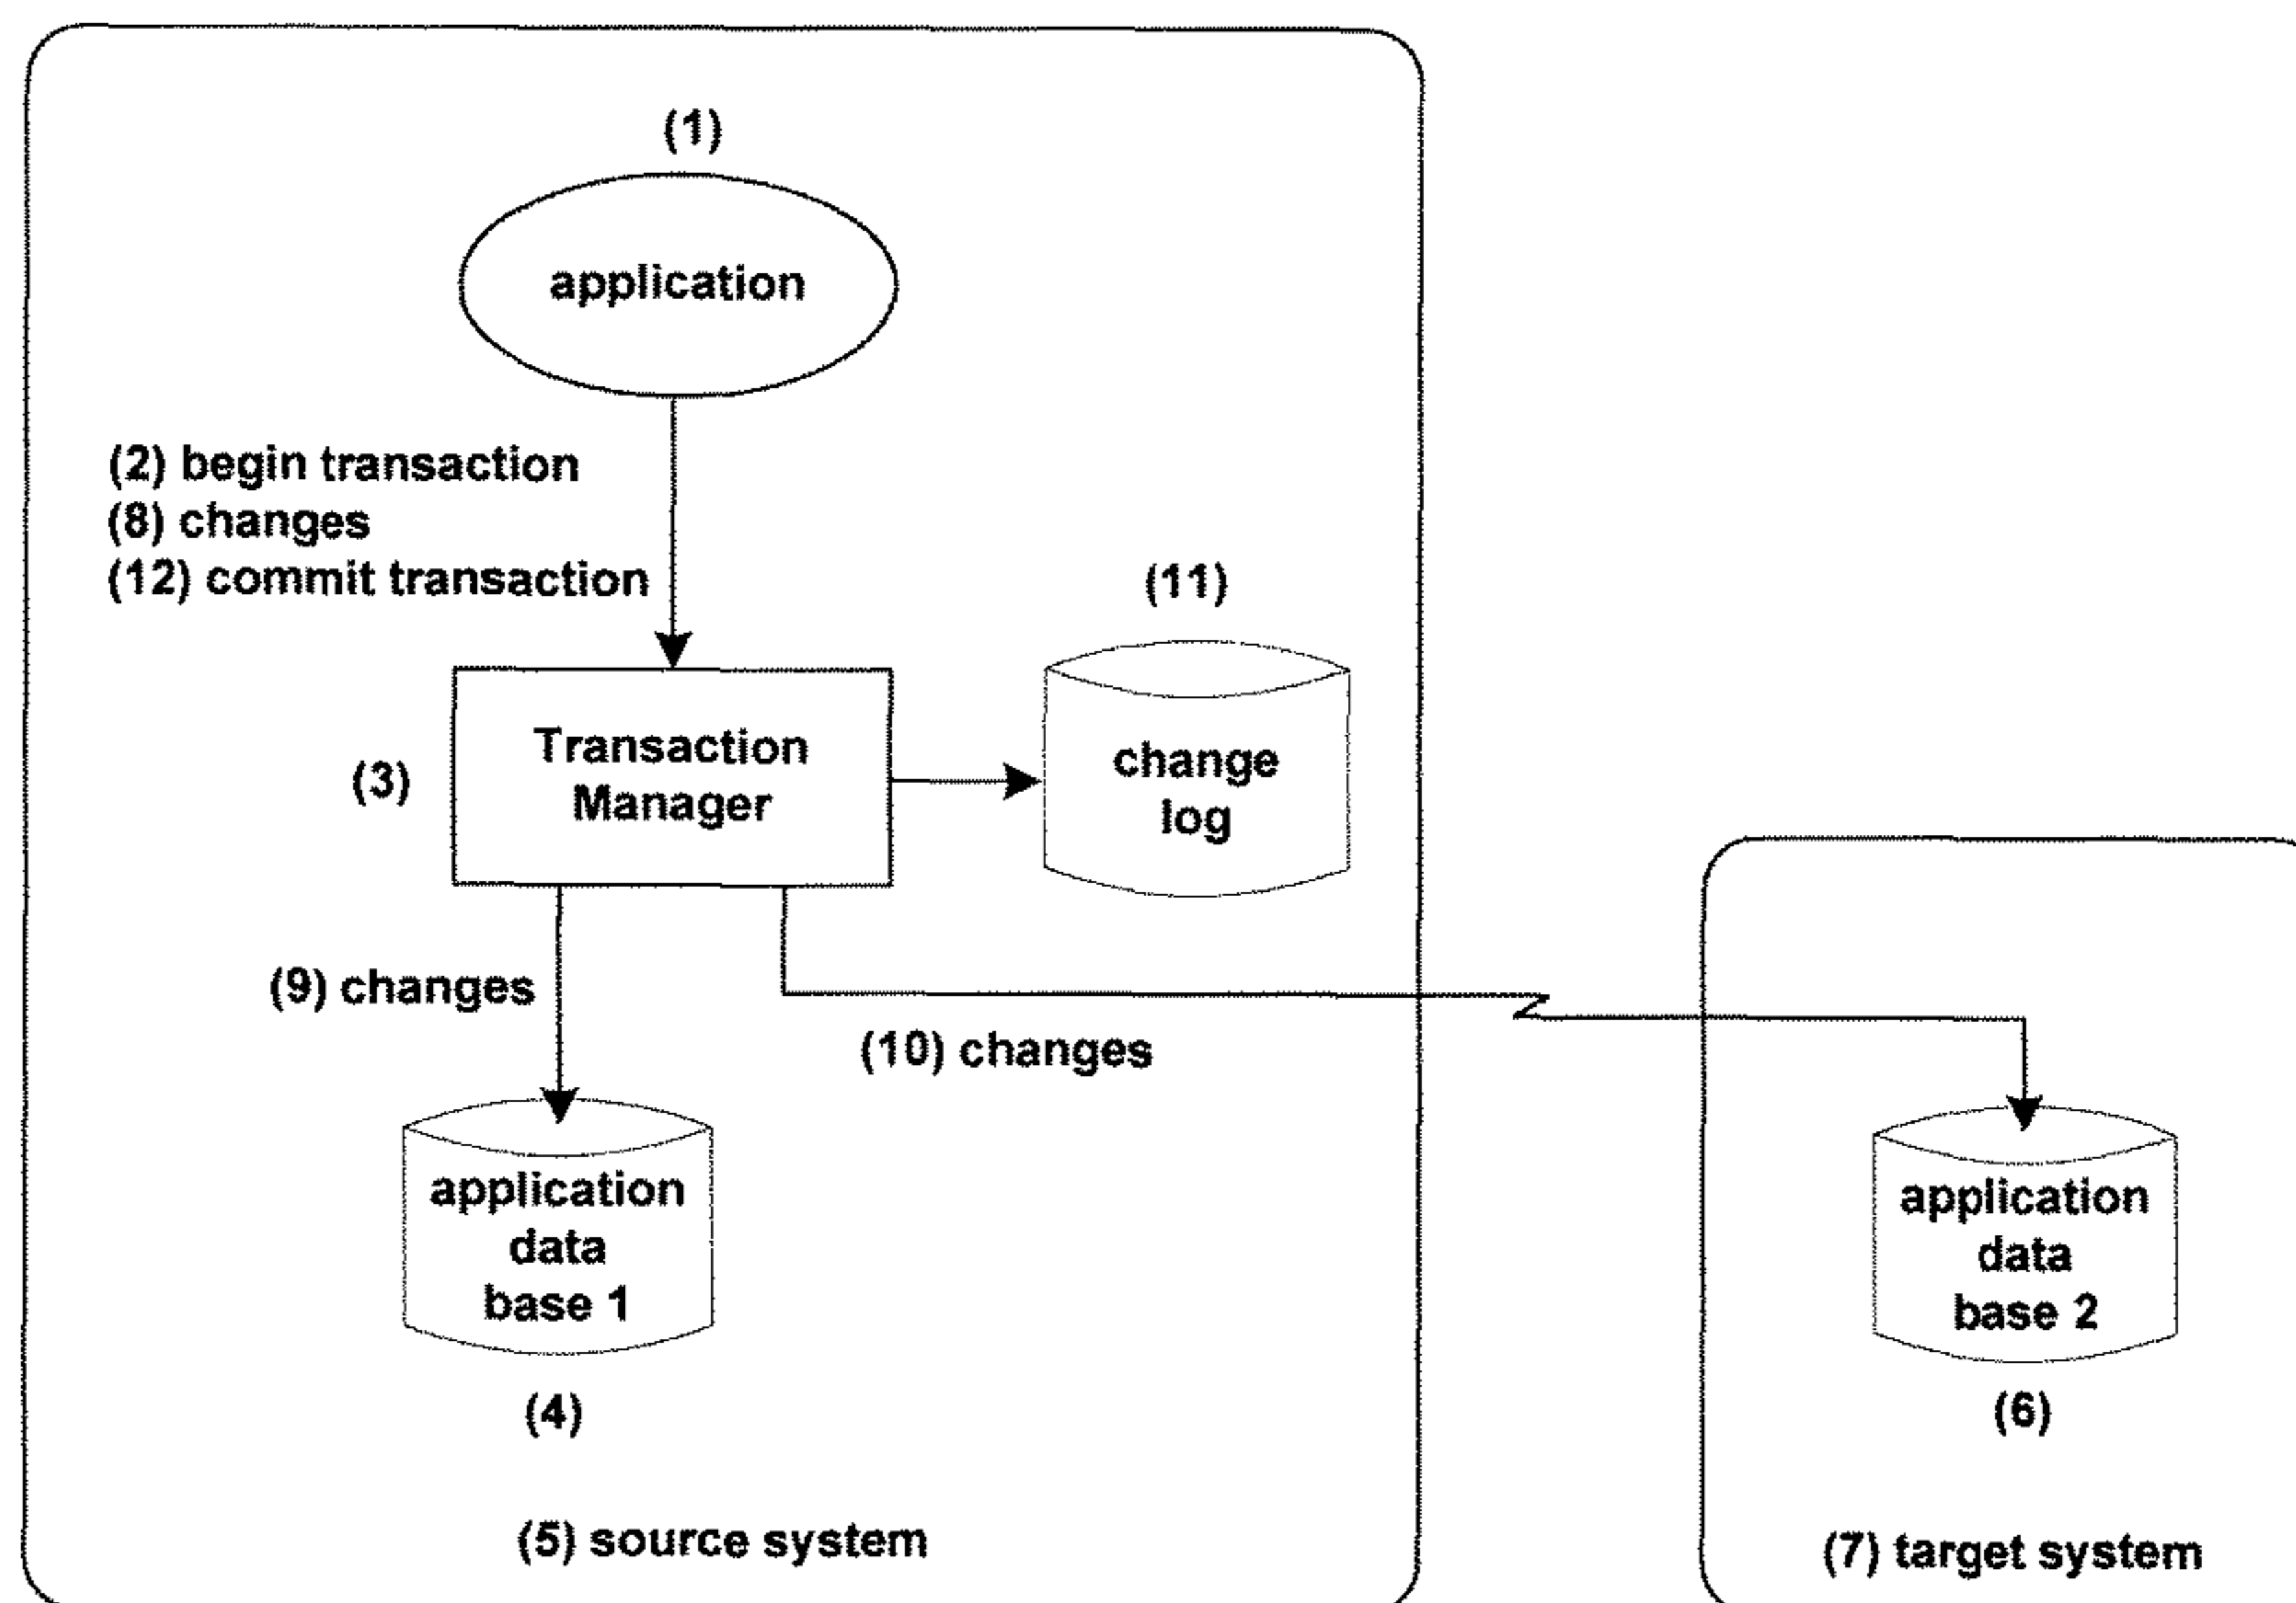 (1)
application
(2) begin transaction
(8) changes
(12) commit transaction
(11)
(3)
Transaction
Manager
change
log
(9) changes
(10) changes
application
data
base 1
(4)
application
data
base 2
(6)
(5) source system
(7) target system